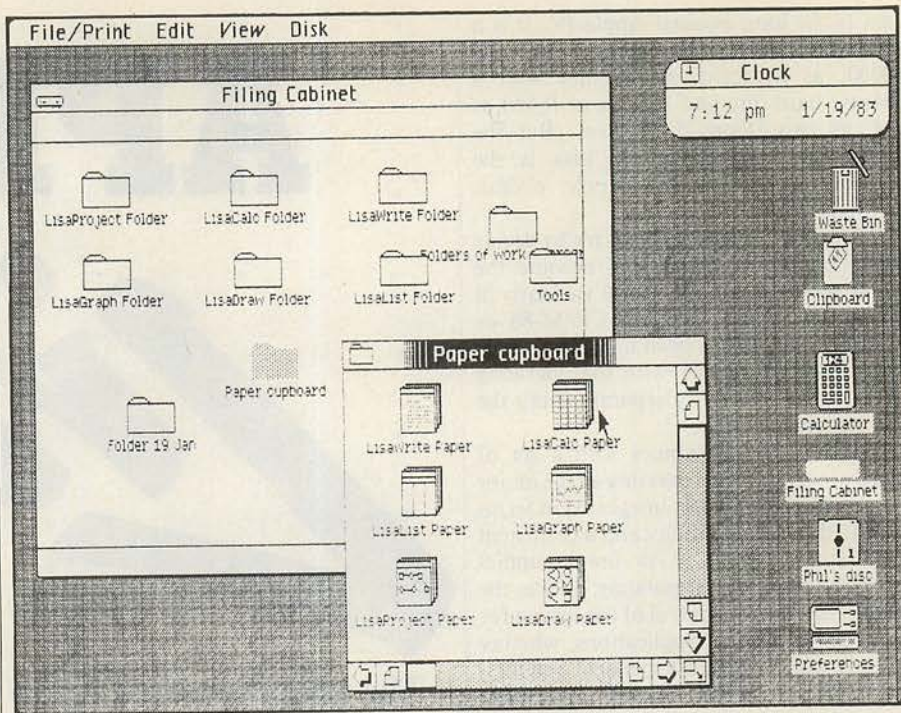 File/Print Edit View Disk
Filing Cabinet
Clock
7:12 pm 1/19/83
LisaProject Folder
LisaCalc Folder
LisaWrite Folder
Folders of work
LisaGraph Folder
LisaDraw Folder
LisaList Folder
Tools
Paper cupboard
Folder 19 Jan
Paper cupboard
LisaWrite Paper
LisaCalc Paper
LisaList Paper
LisaGraph Paper
LisaProject Paper
LisaDraw Paper
Waste Bin
Clipboard
Calculator
Filing Cabinet
1
Phil's disc
Preferences